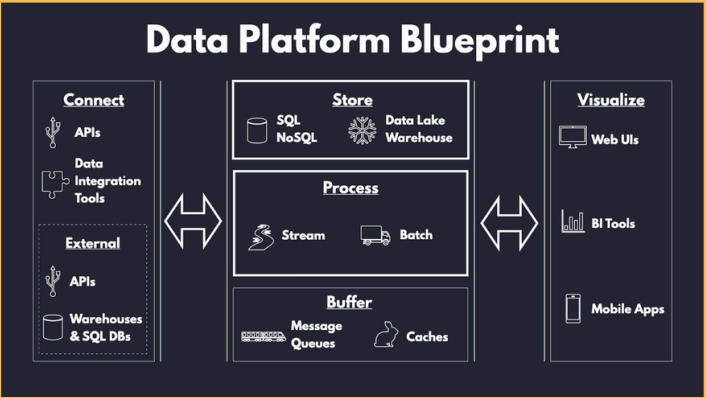 Data Platform Blueprint
Connect
APIs
Data
Integration
Tools
External
APIs
Warehouses
& SQL DBs
Store
SQL
NoSQL
Data Lake
Warehouse
Process
Stream
Batch
Buffer
Message
Queues
Caches
Visualize
Web UIs
BI Tools
Mobile Apps